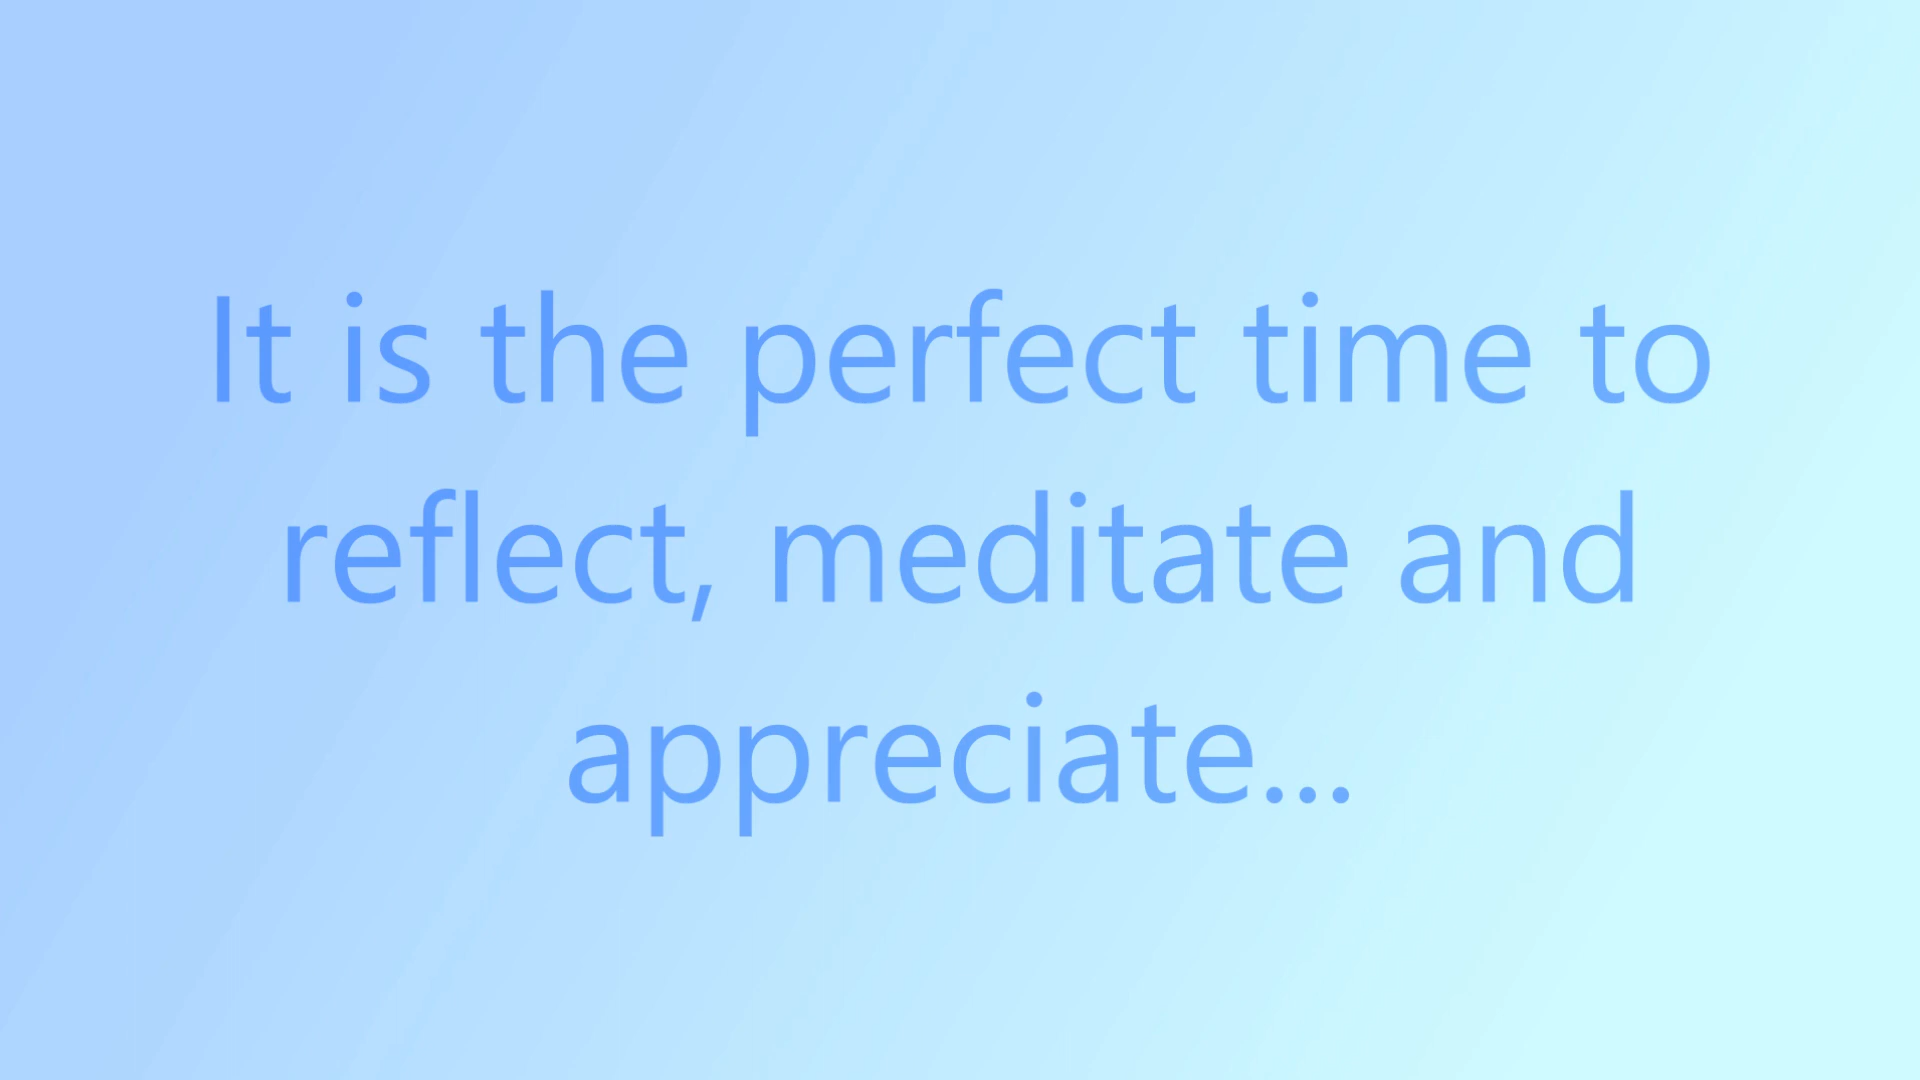 It is the perfect time to
reflect, meditate and
appreciate...